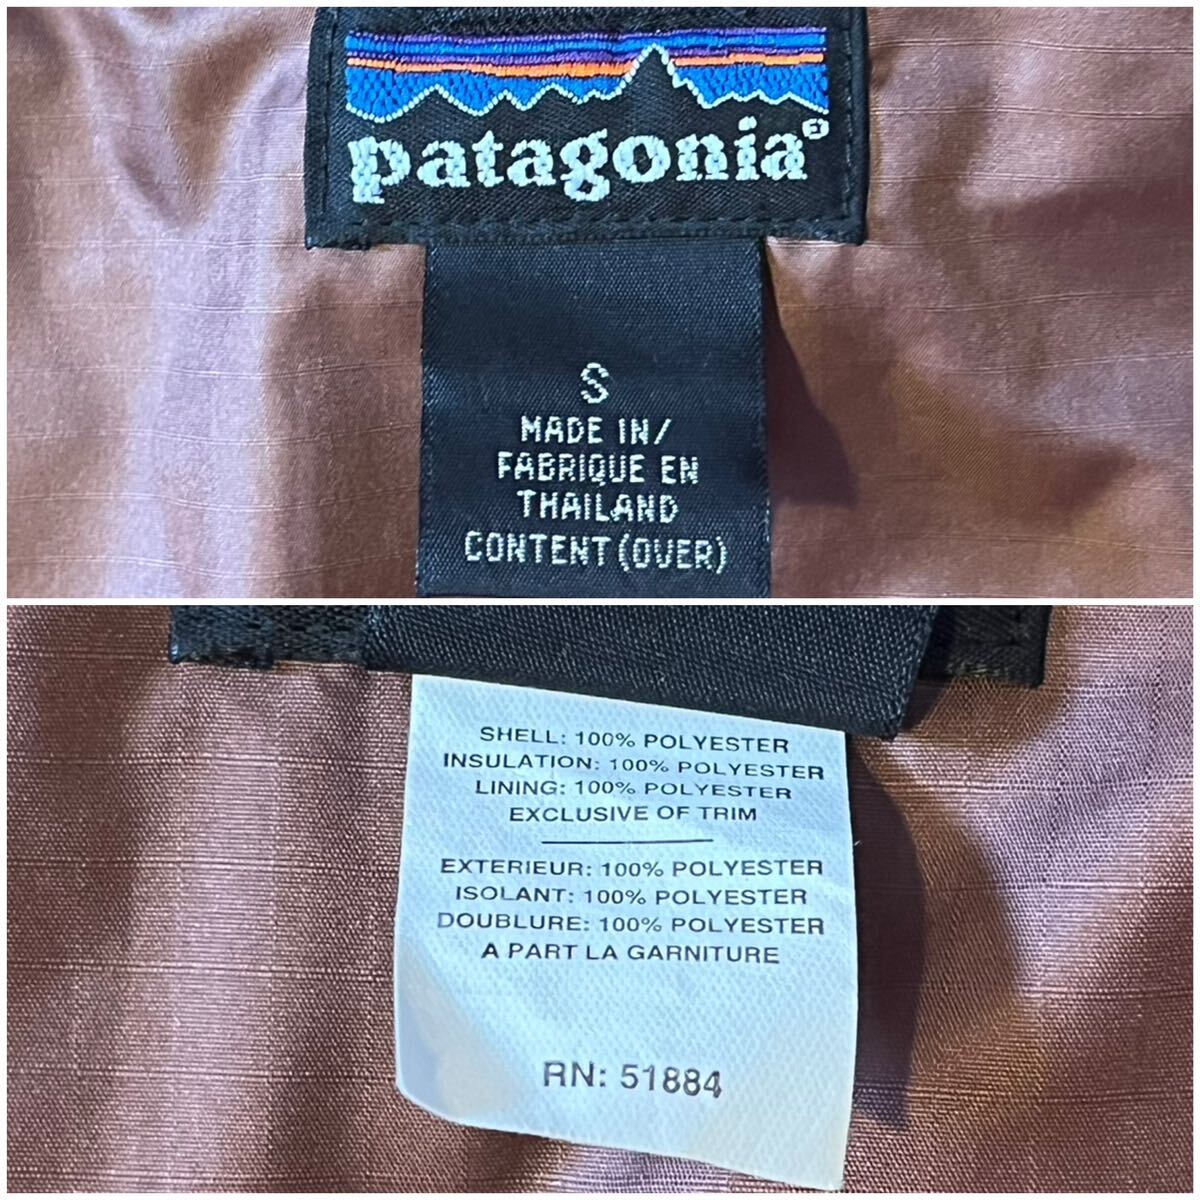 patagonia®
S
MADE IN/
FABRIQUE EN
THAILAND
CONTENT (OVER)
SHELL: 100% POLYESTER
INSULATION: 100% POLYESTER
LINING: 100% POLYESTER
EXCLUSIVE OF TRIM
EXTERIEUR: 100% POLYESTER
ISOLANT: 100% POLYESTER
DOUBLURE: 100% POLYESTER
A PART LA GARNITURE
RN: 51884